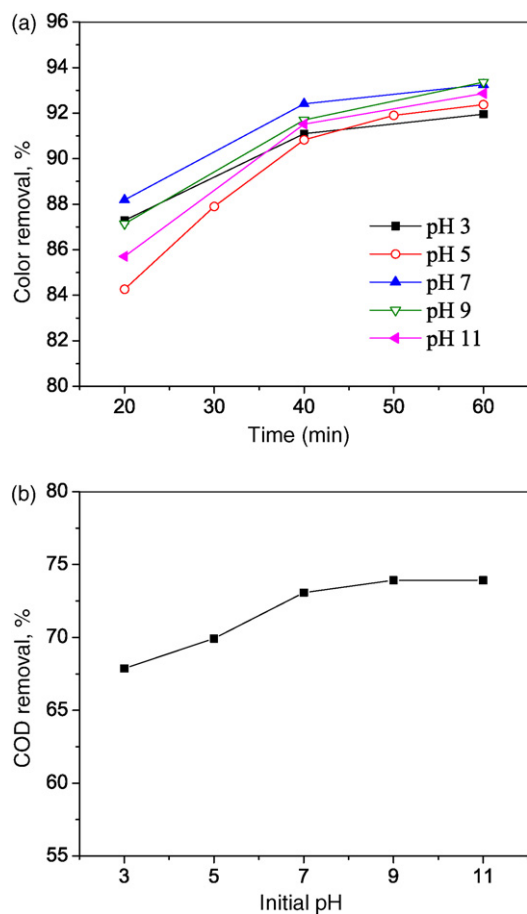 (a)
96
94
92
90
88
86
84
82
80
Color removal, %
pH 3
pH 5
pH 7
pH 9
pH 11
20
30
40
50
60
Time (min)
(b)
80
75
70
65
60
55
COD removal, %
3
5
7
9
11
Initial pH